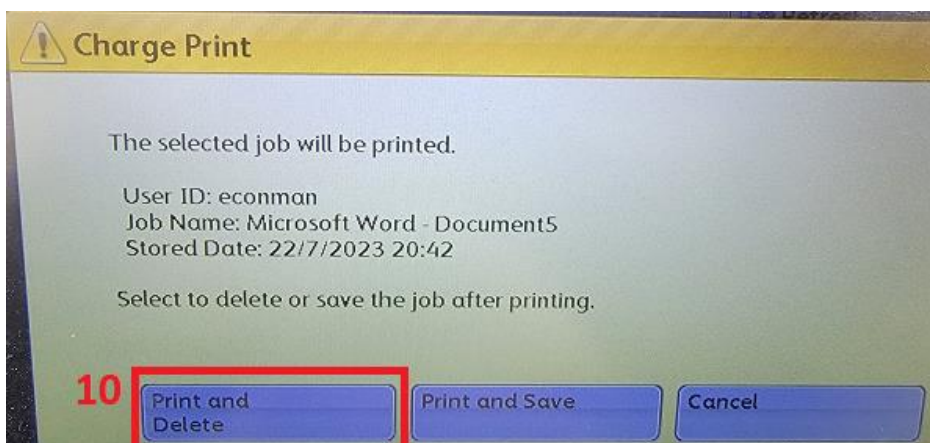 Charge Print
The selected job will be printed.
User ID: econman
Job Name: Microsoft Word - Document5
Stored Date: 22/7/2023 20:42
Select to delete or save the job after printing.
10
Print and
Delete
Print and Save
Cancel